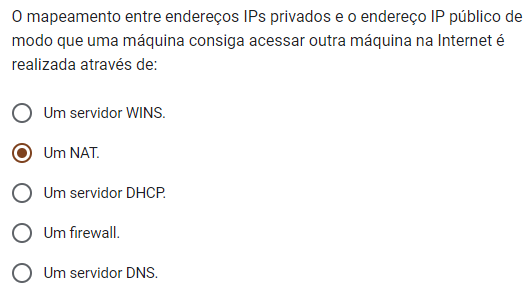 O mapeamento entre endereços IPs privados e o endereço IP público de
modo que uma máquina consiga acessar outra máquina na Internet é
realizada através de:
Um servidor WINS.
Um NAT.
Um servidor DHCP.
Um firewall.
Um servidor DNS.